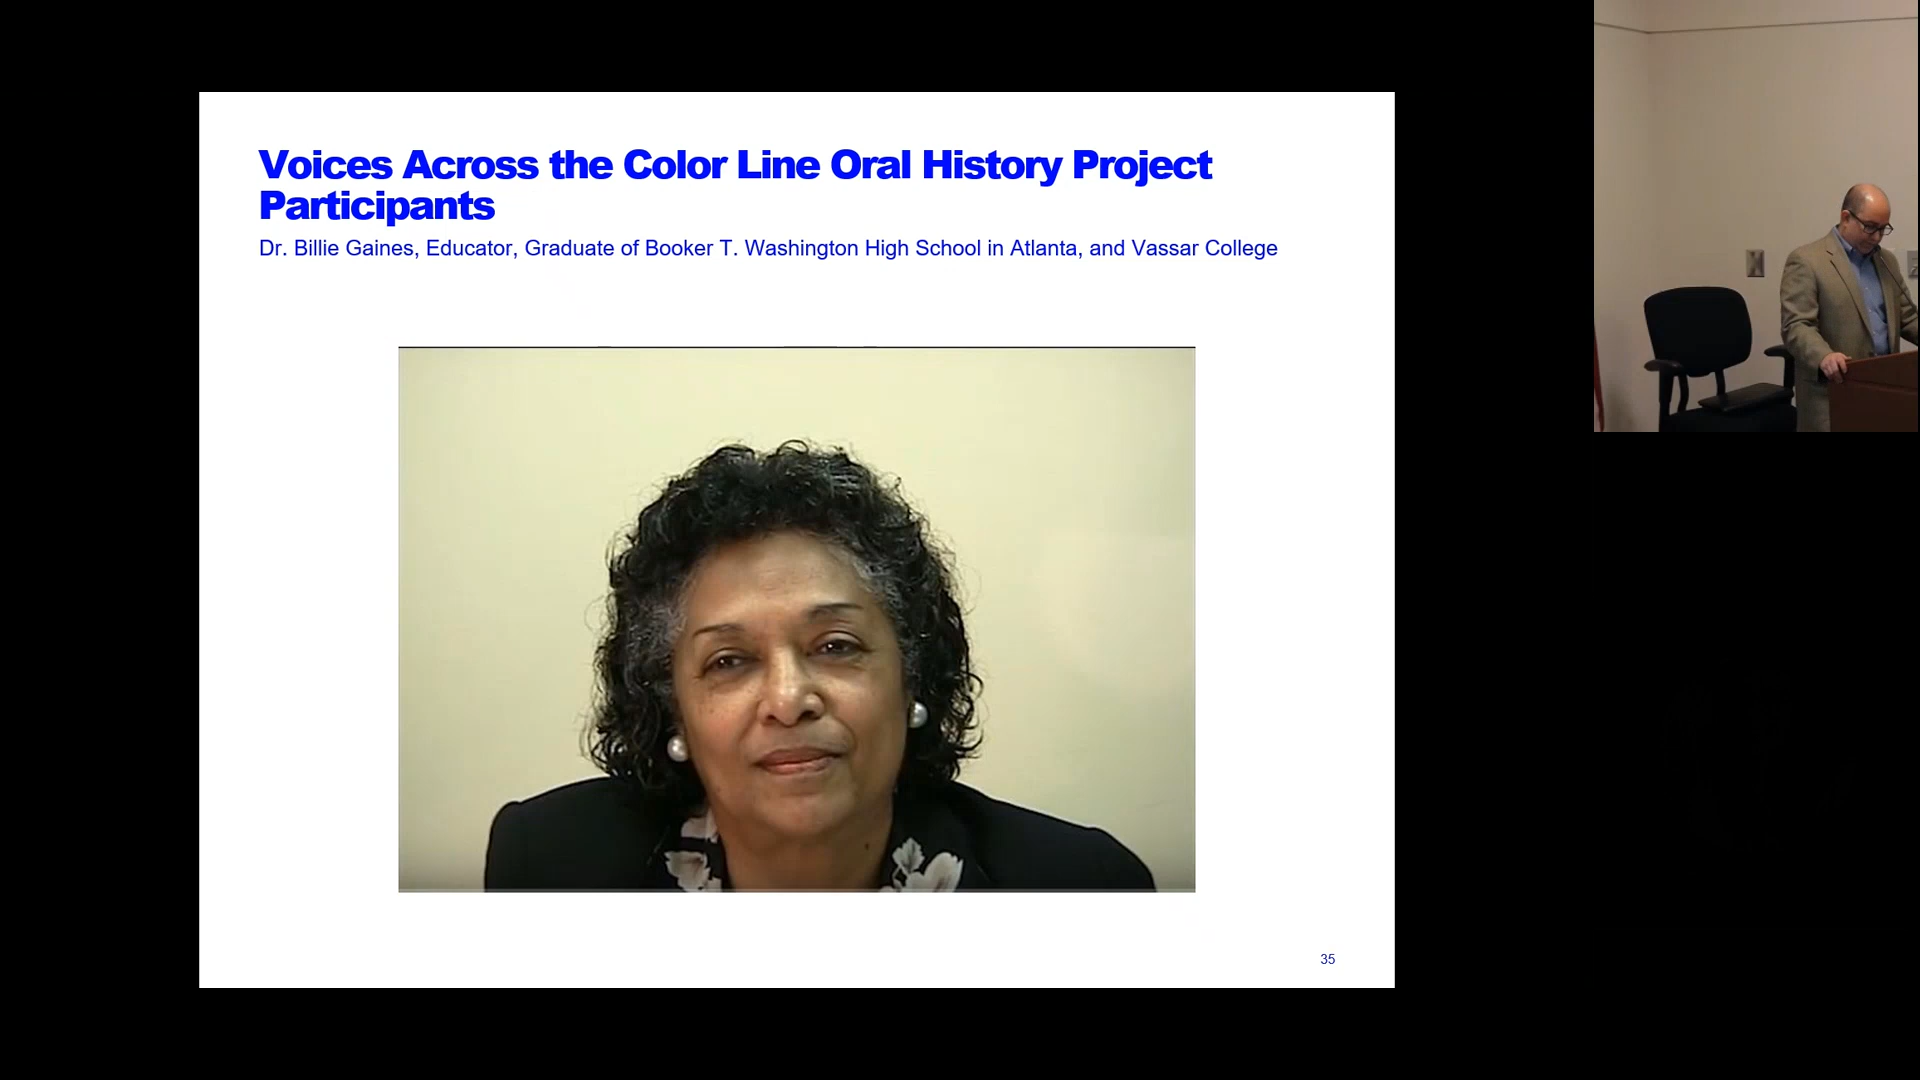 Voices Across the Color Line Oral History Project
Participants
Dr. Billie Gaines, Educator, Graduate of Booker T. Washington High School in Atlanta, and Vassar College
35